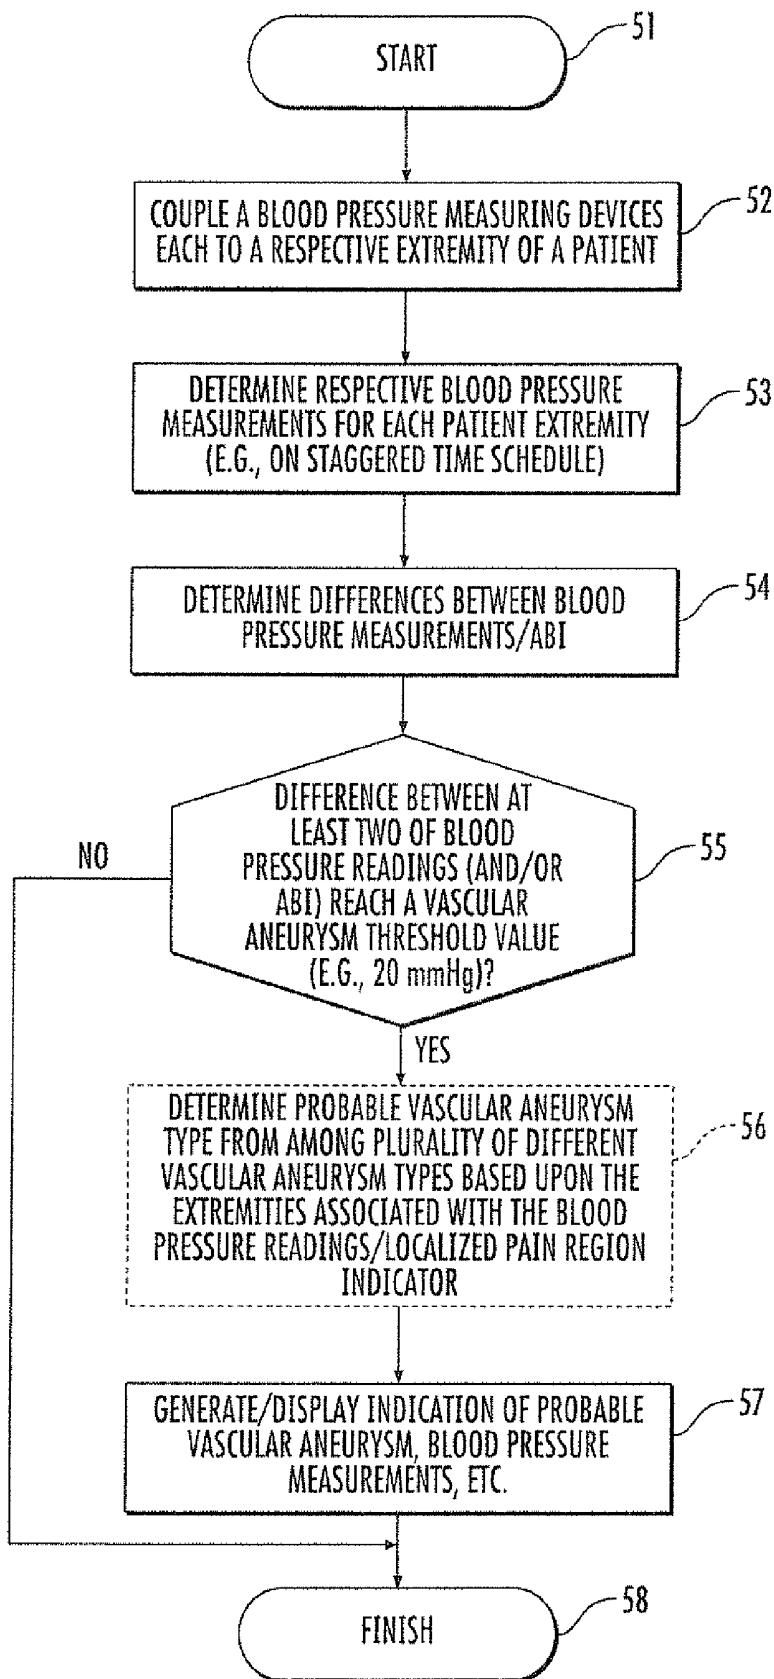 START
51
COUPLE A BLOOD PRESSURE MEASURING DEVICES
EACH TO A RESPECTIVE EXTREMITY OF A PATIENT
52
DETERMINE RESPECTIVE BLOOD PRESSURE
MEASUREMENTS FOR EACH PATIENT EXTREMITY
(E.G., ON STAGGERED TIME SCHEDULE)
53
DETERMINE DIFFERENCES BETWEEN BLOOD
PRESSURE MEASUREMENTS/ABI
54
DIFFERENCE BETWEEN AT
LEAST TWO OF BLOOD
PRESSURE READINGS (AND/OR
ABI) REACH A VASCULAR
ANEURYSM THRESHOLD VALUE
(E.G., 20 mmHg)?
55
NO
YES
DETERMINE PROBABLE VASCULAR ANEURYSM
TYPE FROM AMONG PLURALITY OF DIFFERENT
VASCULAR ANEURYSM TYPES BASED UPON THE
EXTREMITIES ASSOCIATED WITH THE BLOOD
PRESSURE READINGS/LOCALIZED PAIN REGION
INDICATOR
56
GENERATE/DISPLAY INDICATION OF PROBABLE
VASCULAR ANEURYSM, BLOOD PRESSURE
MEASUREMENTS, ETC.
57
FINISH
58